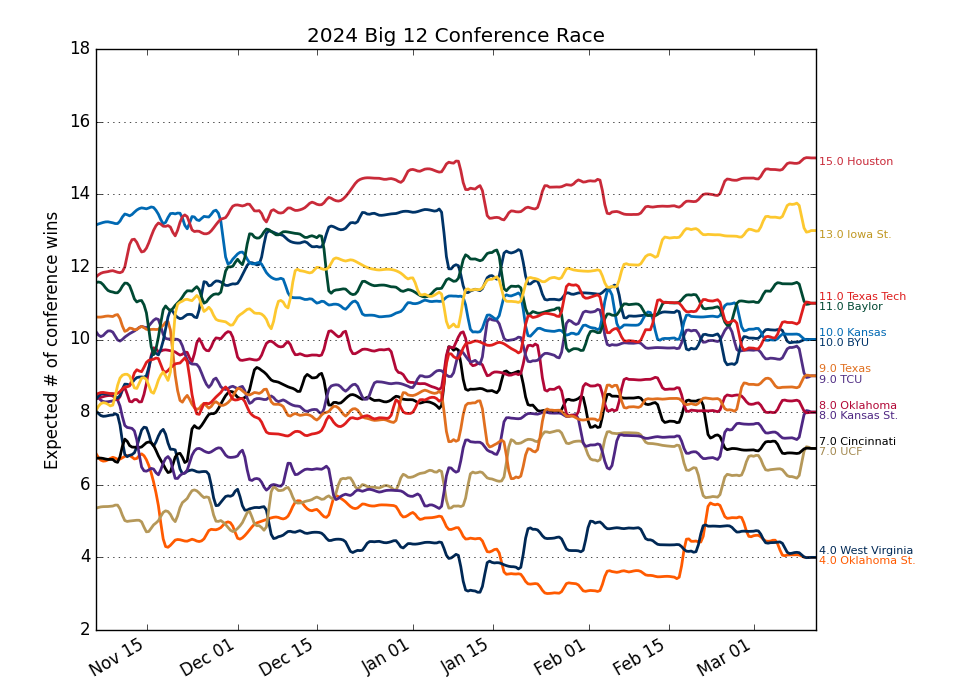 2024 Big 12 Conference Race
Expected # of conference wins
18
16
14
12
10
8
6
4
2
15.0 Houston
13.0 Iowa St.
11.0 Texas Tech
11.0 Baylor
10.0 Kansas
10.0 BYU
9.0 Texas
9.0 TCU
8.0 Oklahoma
8.0 Kansas St.
7.0 Cincinnati
7.0 UCF
4.0 West Virginia
4.0 Oklahoma St.
Nov 15
Dec 01
Dec 15
Jan 01
Jan 15
Feb 01
Feb 15
Mar 01